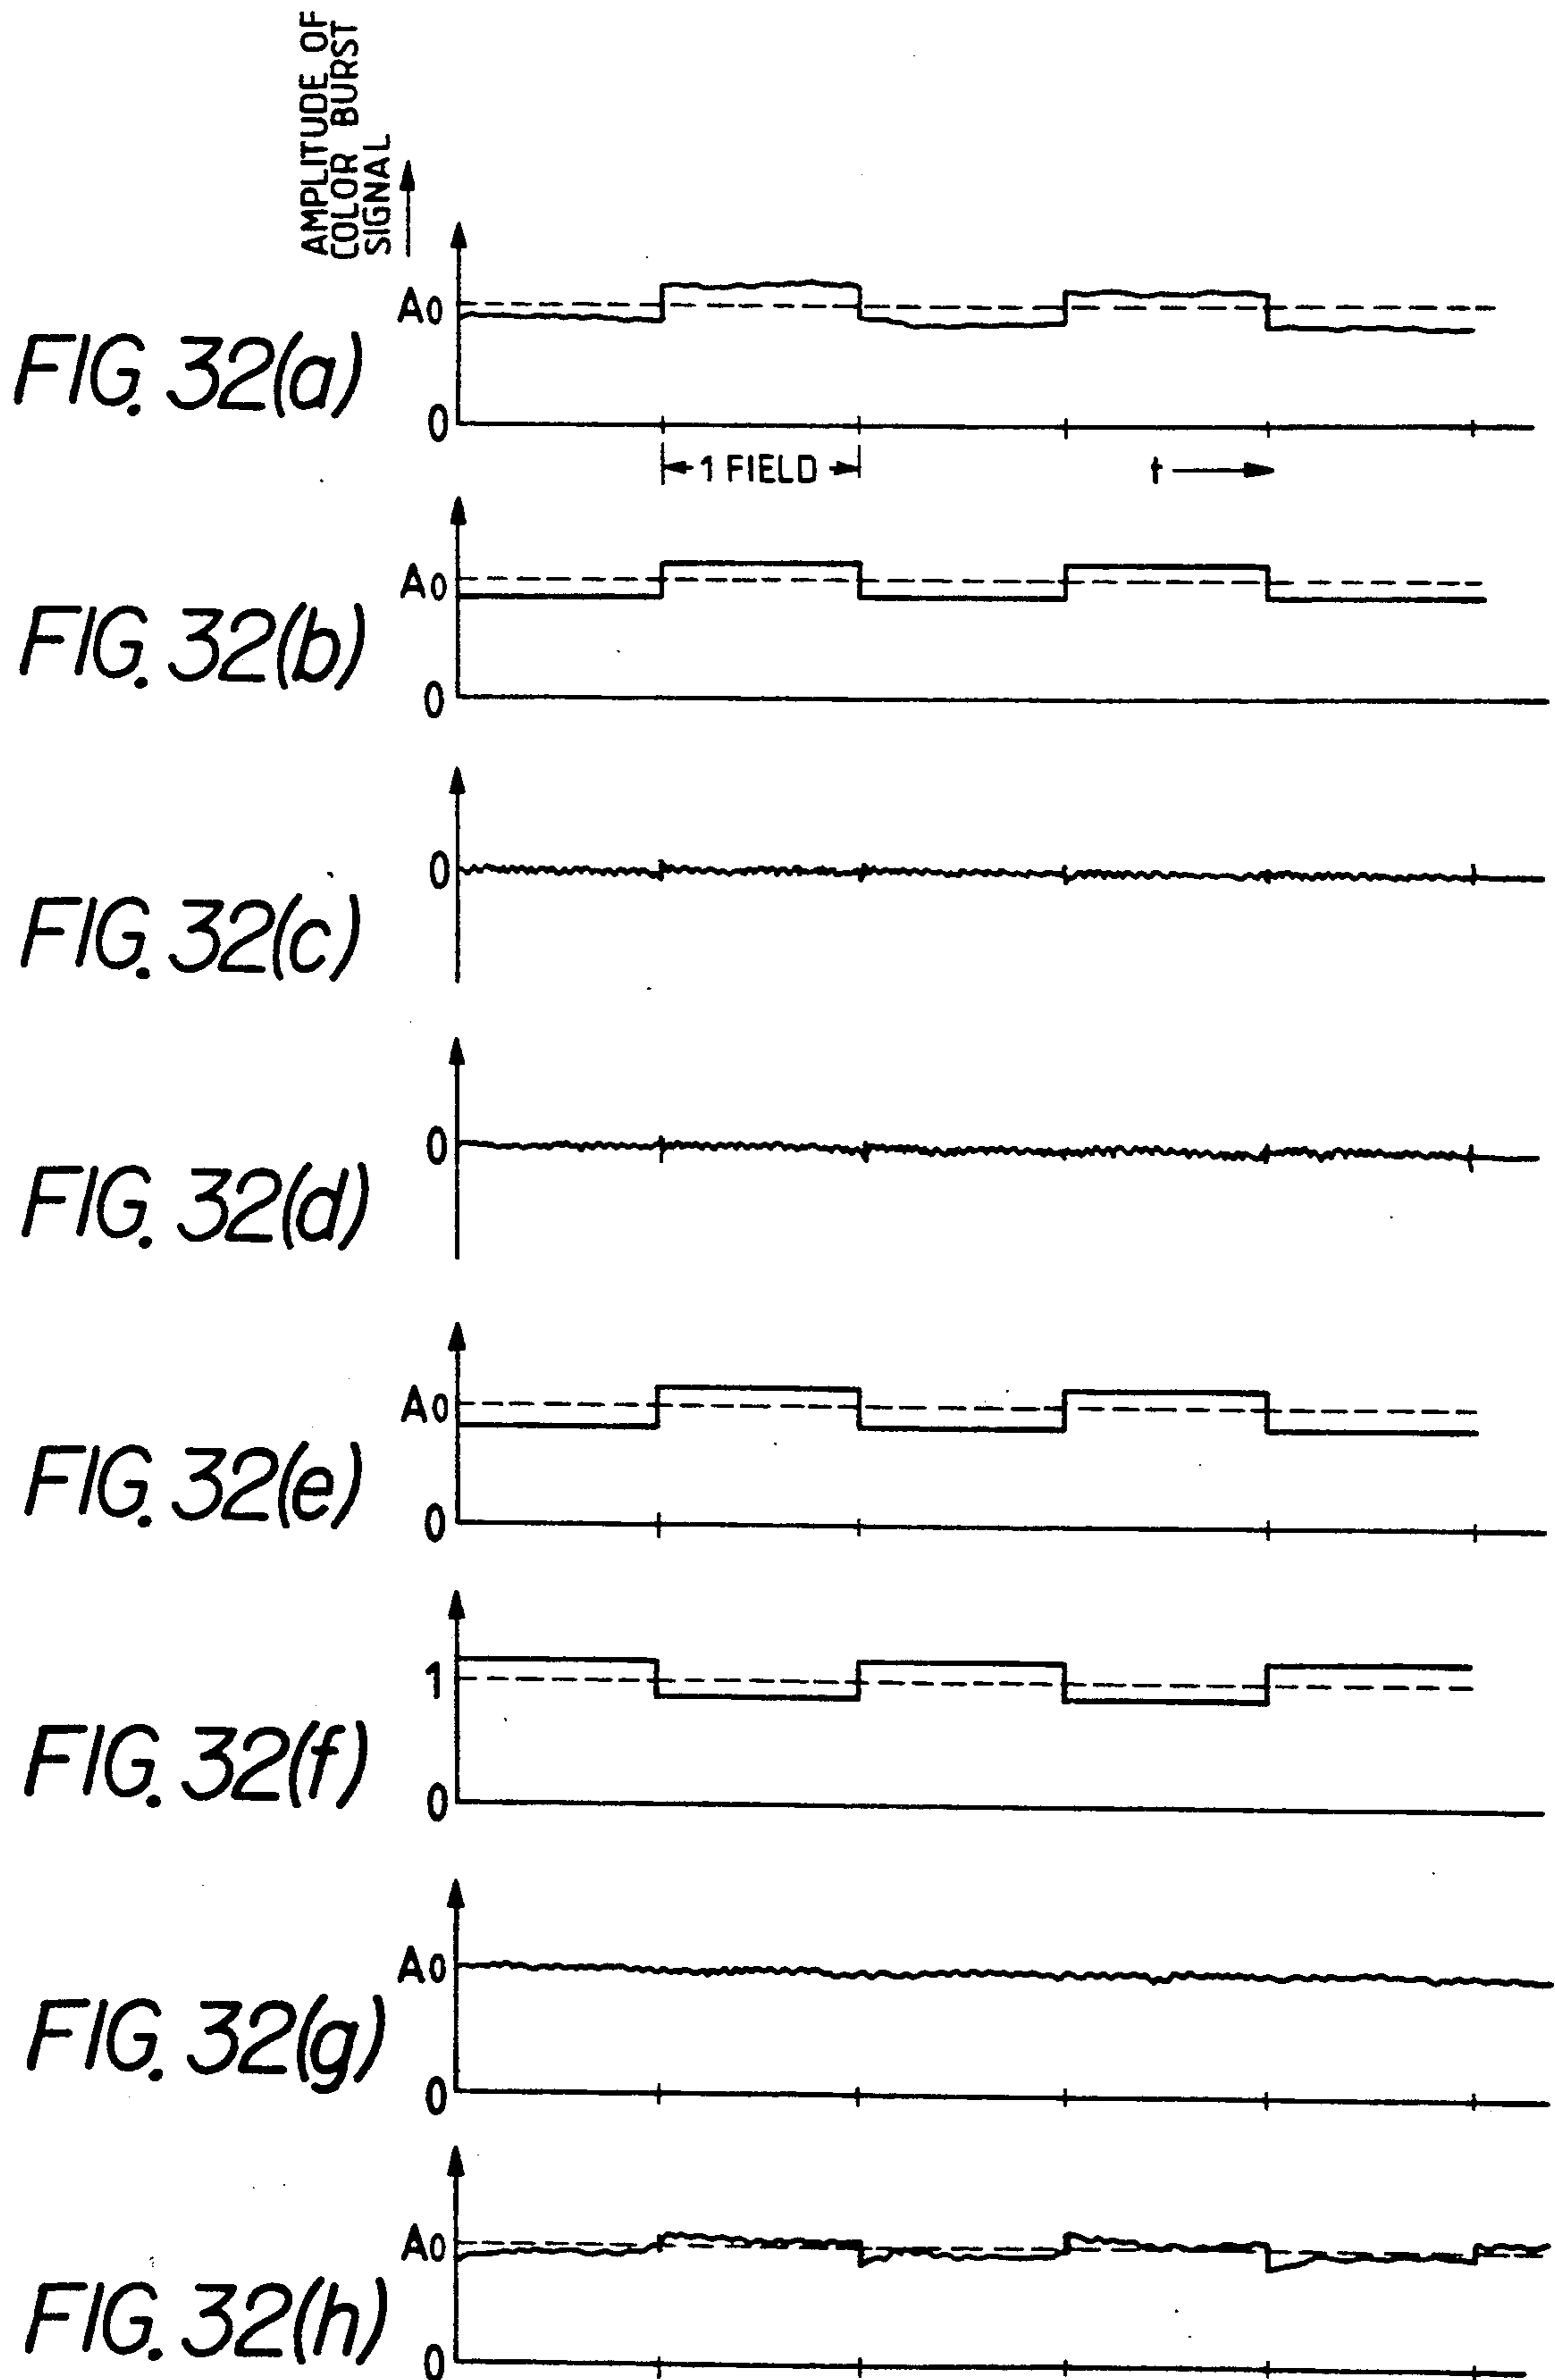 AMPLITUDE OF
COLOR BURST
SIGNAL
A0
FIG. 32(a)
0
1 FIELD
t
A0
FIG. 32(b)
0
0
FIG. 32(c)
0
FIG. 32(d)
A0
FIG. 32(e)
0
1
FIG. 32(f)
0
A0
FIG. 32(g)
0
A0
FIG. 32(h)
0